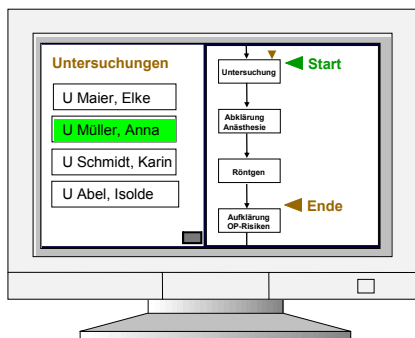 Untersuchungen
U Maier, Elke
U Müller, Anna
U Schmidt, Karin
U Abel, Isolde
Untersuchung
Start
Abklärung
Anästhesie
Röntgen
Ende
Aufklärung
OP-Risiken